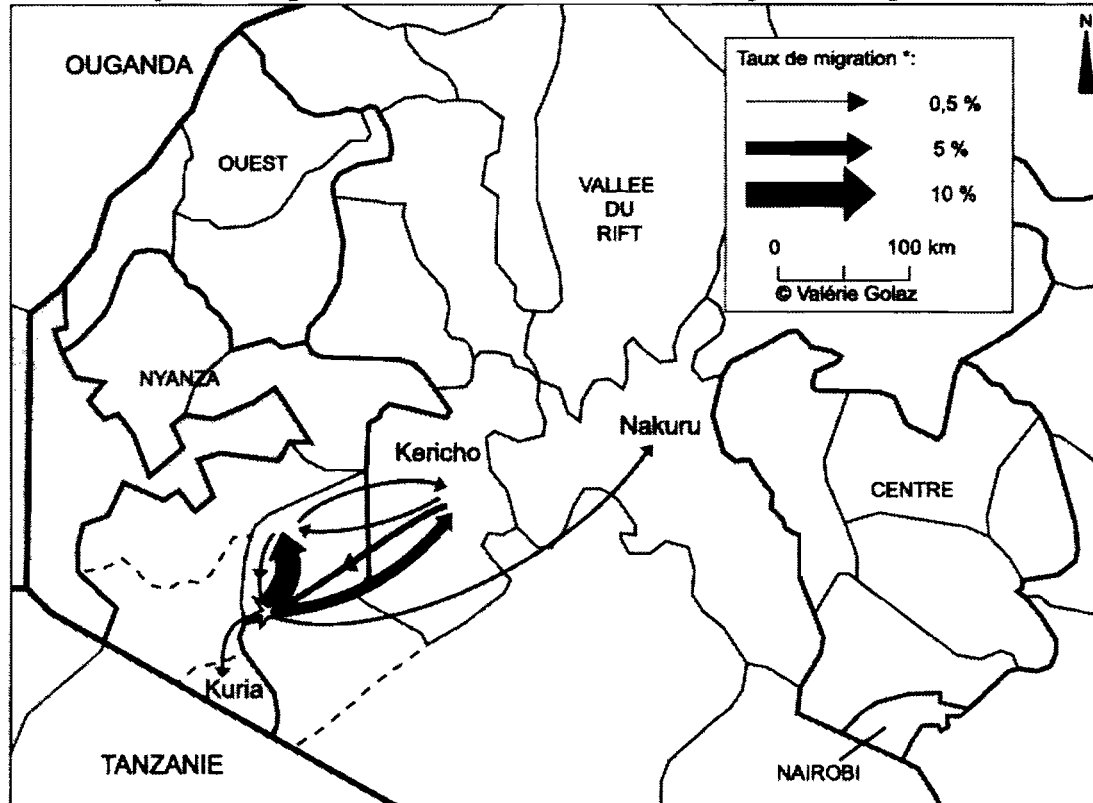 OUGANDA
N
Taux de migration *:
0,5 %
5 %
10 %
0 100 km
© Valérie Golaz
OUEST
VALLEE
DU
RIFT
NYANZA
Kericho
Nakuru
CENTRE
Kuria
TANZANIE
NAIROBI